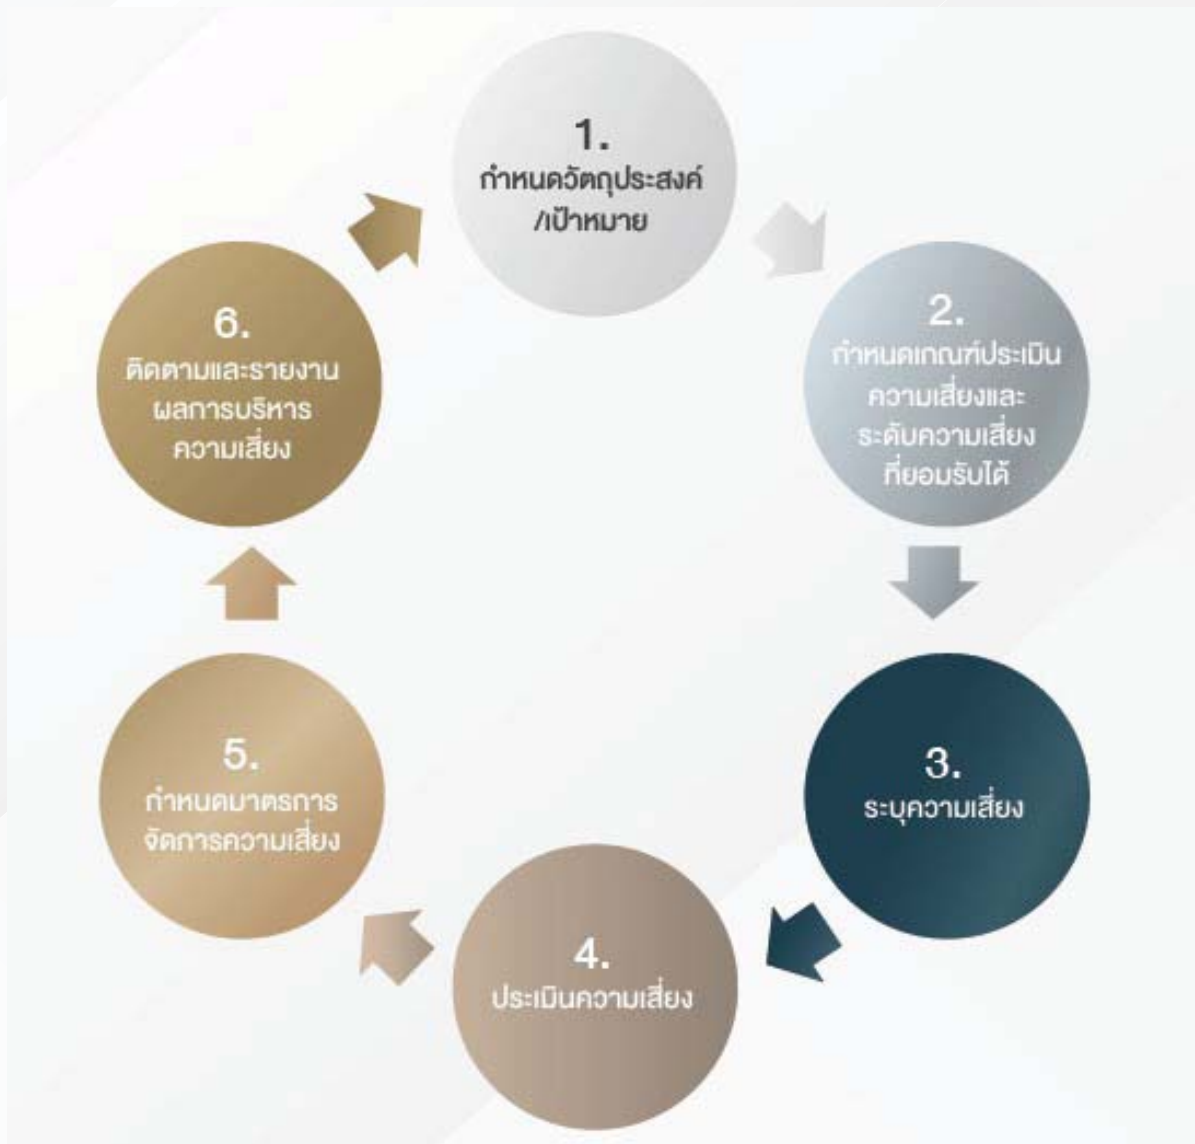 1.
กำหนดวัตถุประสงค์
/เป้าหมาย
2.
กำหนดเกณฑ์ประเมิน
ความเสี่ยงและ
ระดับความเสี่ยง
ที่ยอมรับได้
3.
ระบุความเสี่ยง
4.
ประเมินความเสี่ยง
5.
กำหนดมาตรการ
จัดการความเสี่ยง
6.
ติดตามและรายงาน
ผลการบริหาร
ความเสี่ยง